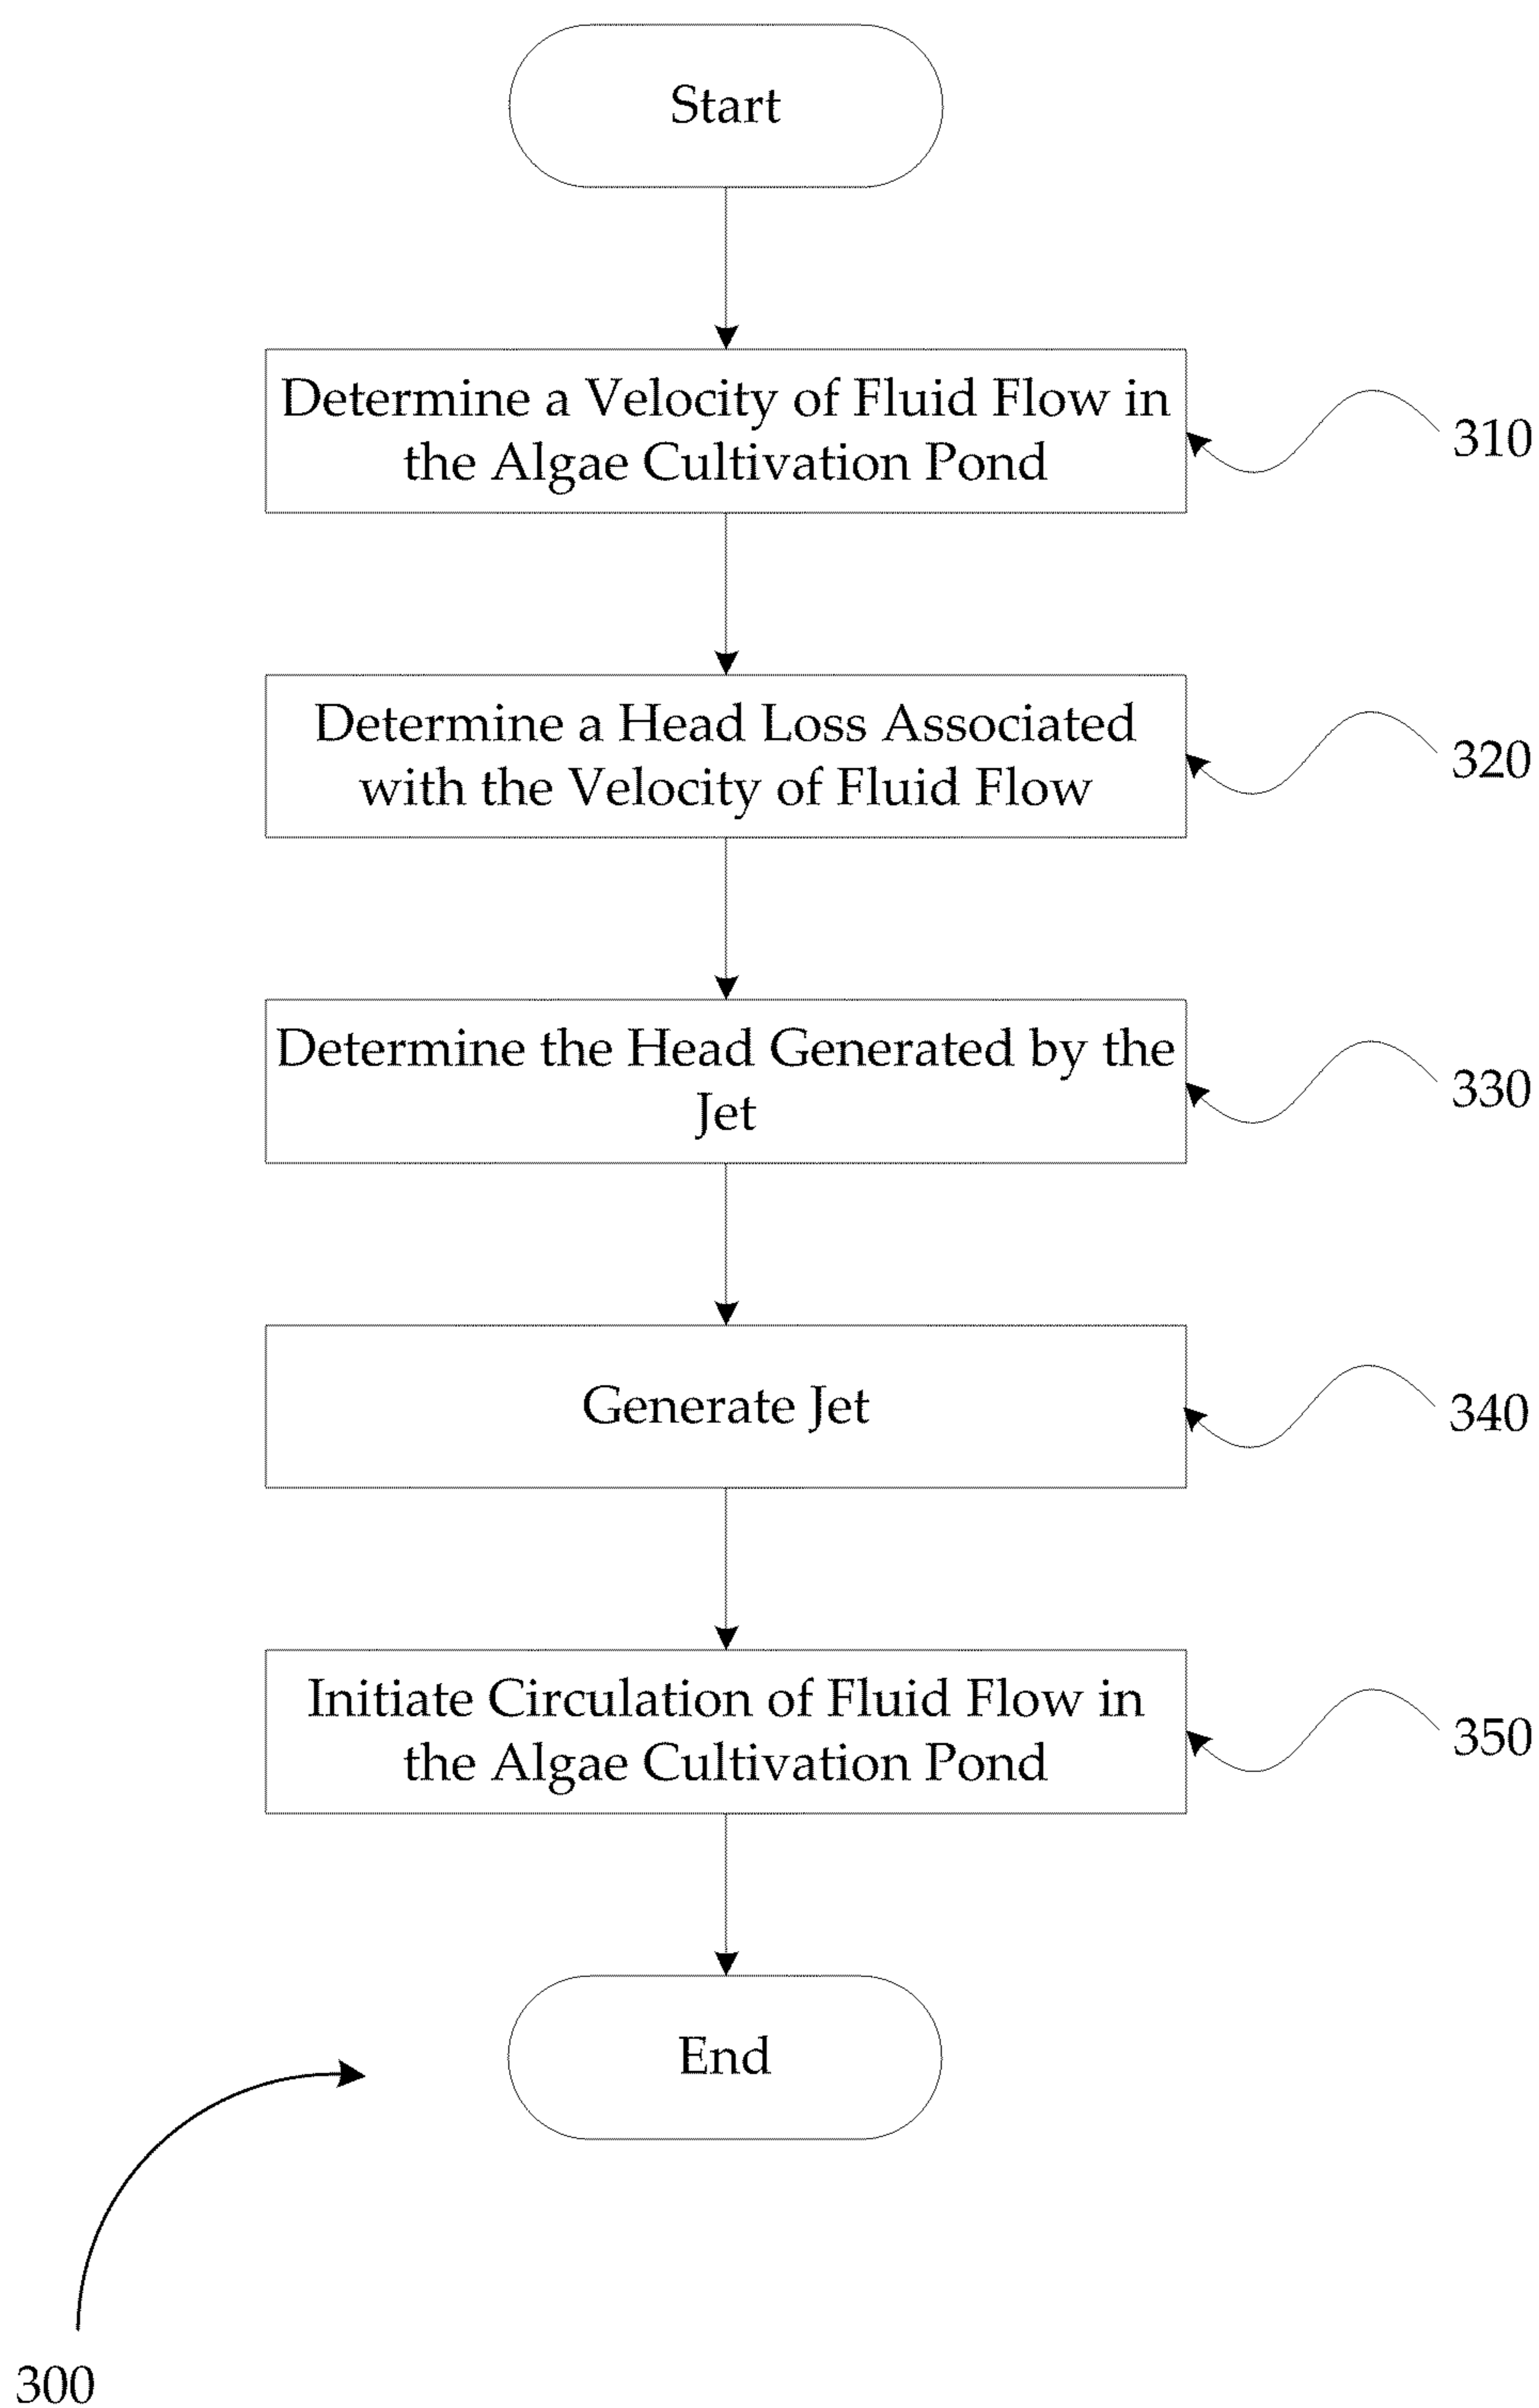 Start
Determine a Velocity of Fluid Flow in
the Algae Cultivation Pond
310
Determine a Head Loss Associated
with the Velocity of Fluid Flow
320
Determine the Head Generated by the
Jet
330
Generate Jet
340
Initiate Circulation of Fluid Flow in
the Algae Cultivation Pond
350
End
300